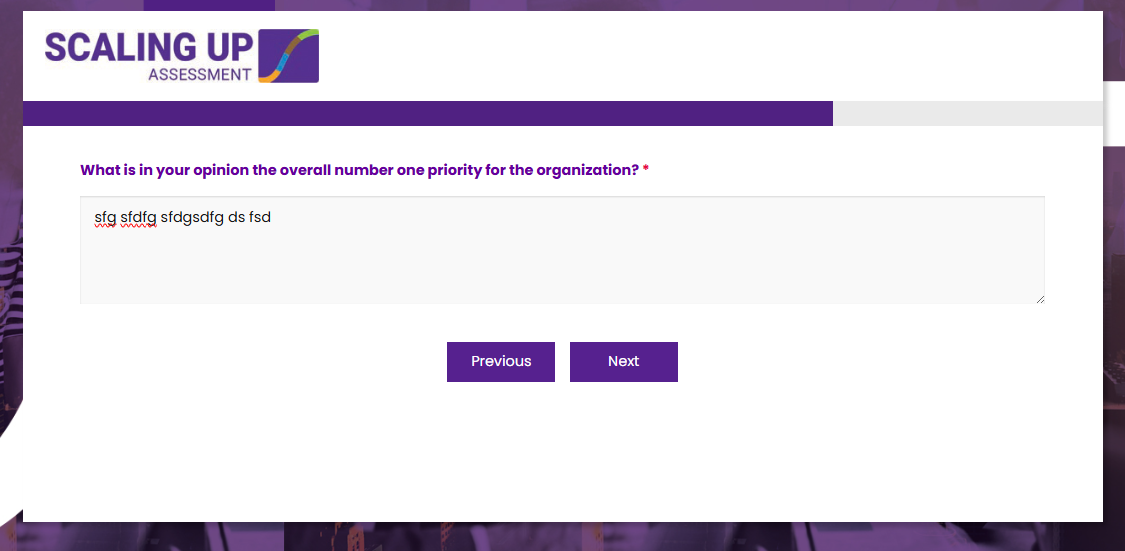 SCALING UP
ASSESSMENT
What is in your opinion the overall number one priority for the organization? *
sfg sfdfg sfdgsdfg ds fsd
Previous
Next